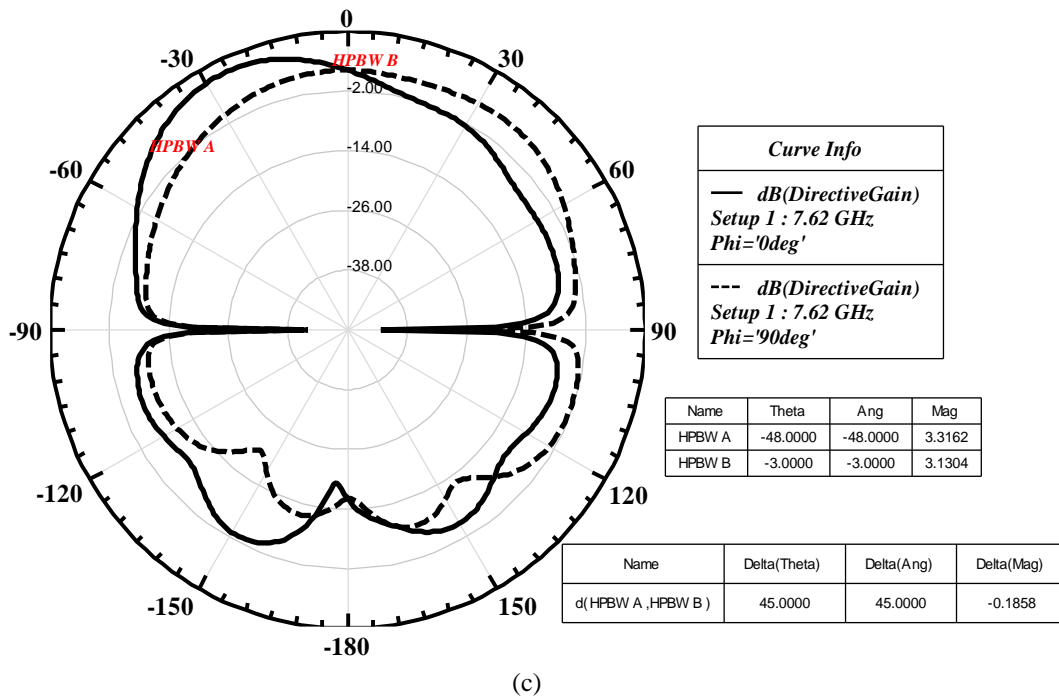 0
-30
30
HPBW B
-2.00
HPBW A
-14.00
-60
60
-26.00
-38.00
-90
90
-120
120
-150
150
-180
Curve Info
dB(DirectiveGain)
Setup 1 : 7.62 GHz
Phi='0deg'
dB(DirectiveGain)
Setup 1 : 7.62 GHz
Phi='90deg'
Name Theta Ang Mag
HPBW A -48.0000 -48.0000 3.3162
HPBW B -3.0000 -3.0000 3.1304
Name Delta(Theta) Delta(Ang) Delta(Mag)
d( HPBW A ,HPBW B ) 45.0000 45.0000 -0.1858
(c)